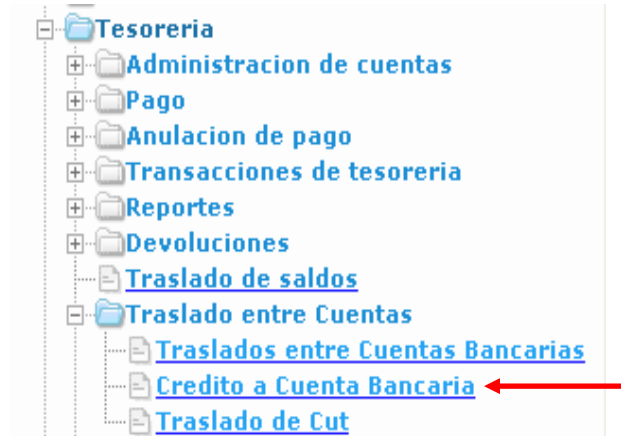 Tesoreria
Administracion de cuentas
Pago
Anulacion de pago
Transacciones de tesoreria
Reportes
Devoluciones
Traslado de saldos
Traslado entre Cuentas
Traslados entre Cuentas Bancarias
Credito a Cuenta Bancaria
Traslado de Cut